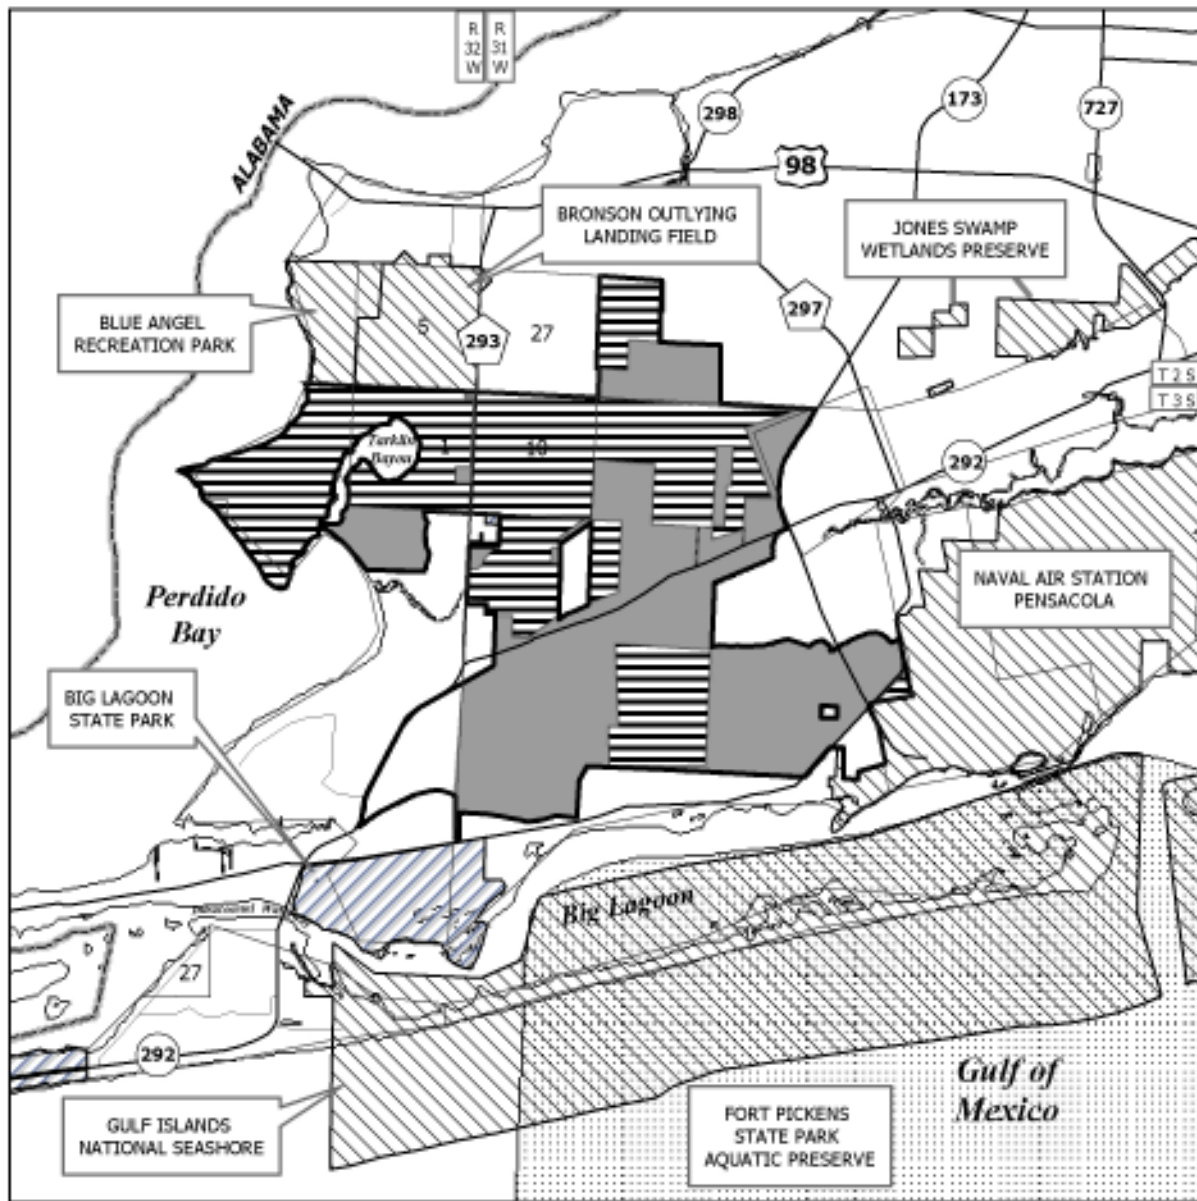 R
32
W
R
31
W
ALABAMA
298
173
727
98
BRONSON OUTLYING
LANDING FIELD
JONES SWAMP
WETLANDS PRESERVE
BLUE ANGEL
RECREATION PARK
5
293
27
297
T 2 S
T 3 S
1
10
Bayou
292
NAVAL AIR STATION
PENSACOLA
Perdido
Bay
BIG LAGOON
STATE PARK
Big Lagoon
27
292
GULF ISLANDS
NATIONAL SEASHORE
FORT PICKENS
STATE PARK
AQUATIC PRESERVE
Gulf of
Mexico